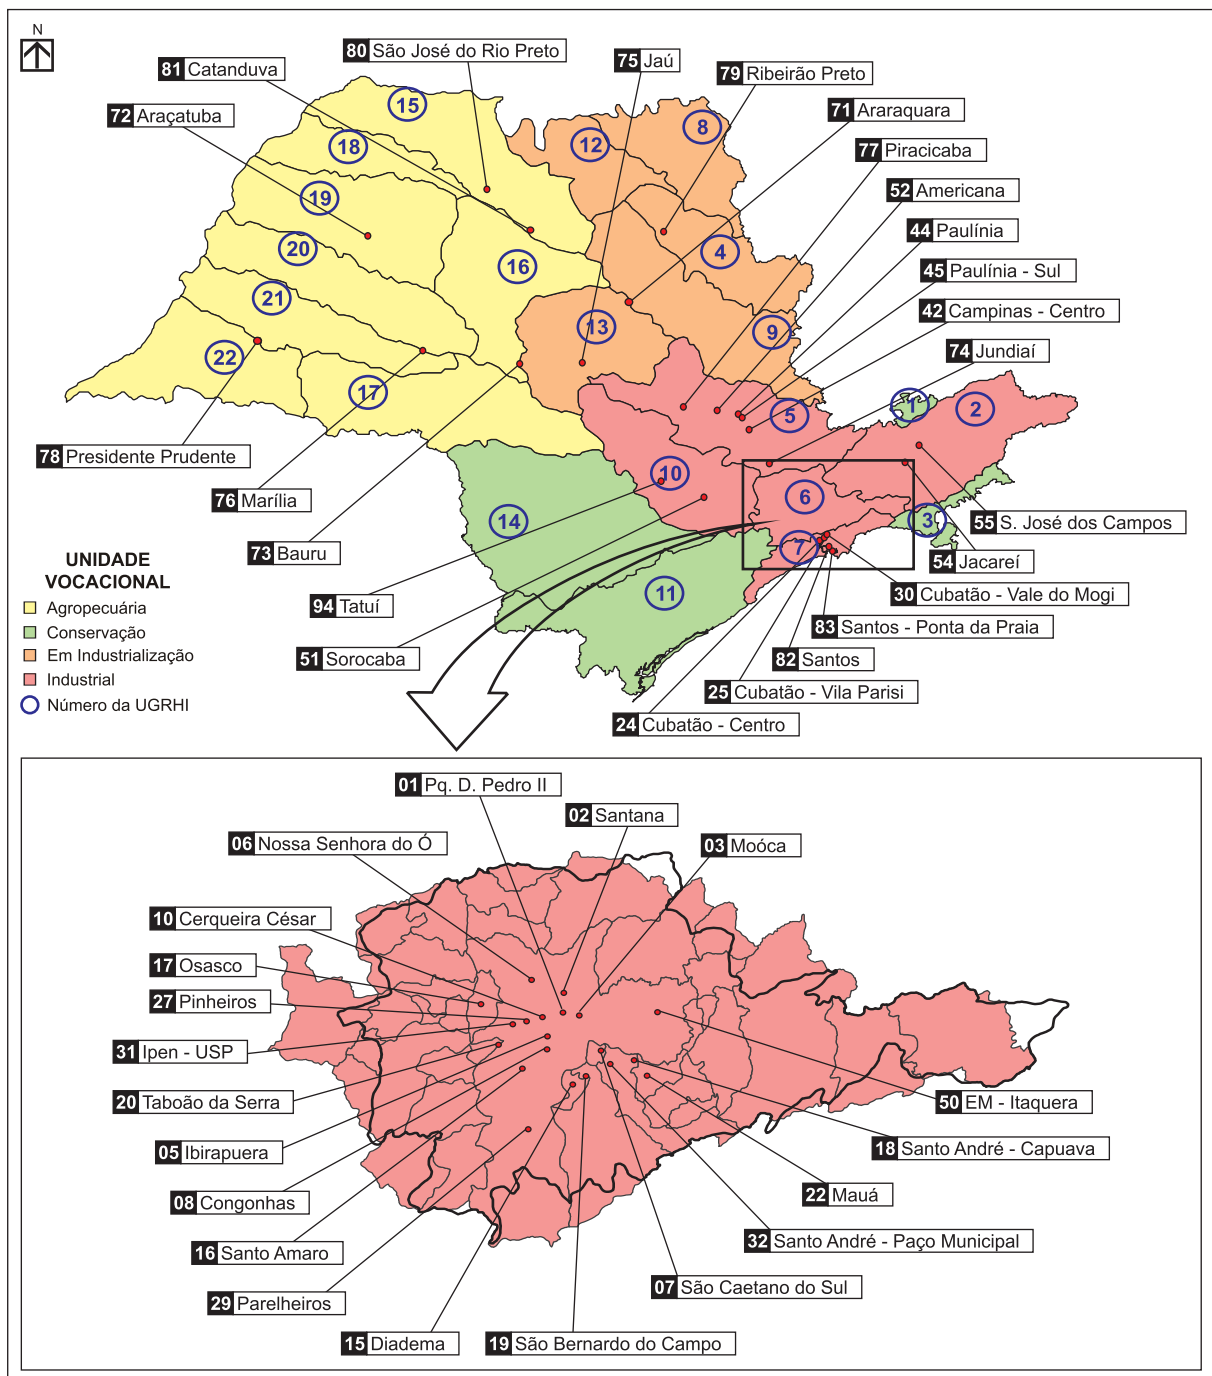 N
80 São José do Rio Preto
75 Jaú
81 Catanduva
79 Ribeirão Preto
72 Araçatuba
71 Araraquara
77 Piracicaba
52 Americana
44 Paulínia
45 Paulínia - Sul
42 Campinas - Centro
74 Jundiaí
15
8
12
18
19
20
4
16
21
13
9
22
17
5
1
2
10
6
14
3
7
11
78 Presidente Prudente
76 Marília
73 Bauru
94 Tatuí
51 Sorocaba
55 S. José dos Campos
54 Jacareí
30 Cubatão - Vale do Mogi
83 Santos - Ponta da Praia
82 Santos
25 Cubatão - Vila Parisi
24 Cubatão - Centro
UNIDADE
VOCACIONAL
Agropecuária
Conservação
Em Industrialização
Industrial
Número da UGRHI
01 Pq. D. Pedro II
02 Santana
06 Nossa Senhora do Ó
03 Moóca
10 Cerqueira César
17 Osasco
27 Pinheiros
31 Ipen - USP
20 Taboão da Serra
05 Ibirapuera
08 Congonhas
16 Santo Amaro
29 Parelheiros
15 Diadema
19 São Bernardo do Campo
07 São Caetano do Sul
32 Santo André - Paço Municipal
22 Mauá
18 Santo André - Capuava
50 EM - Itaquera